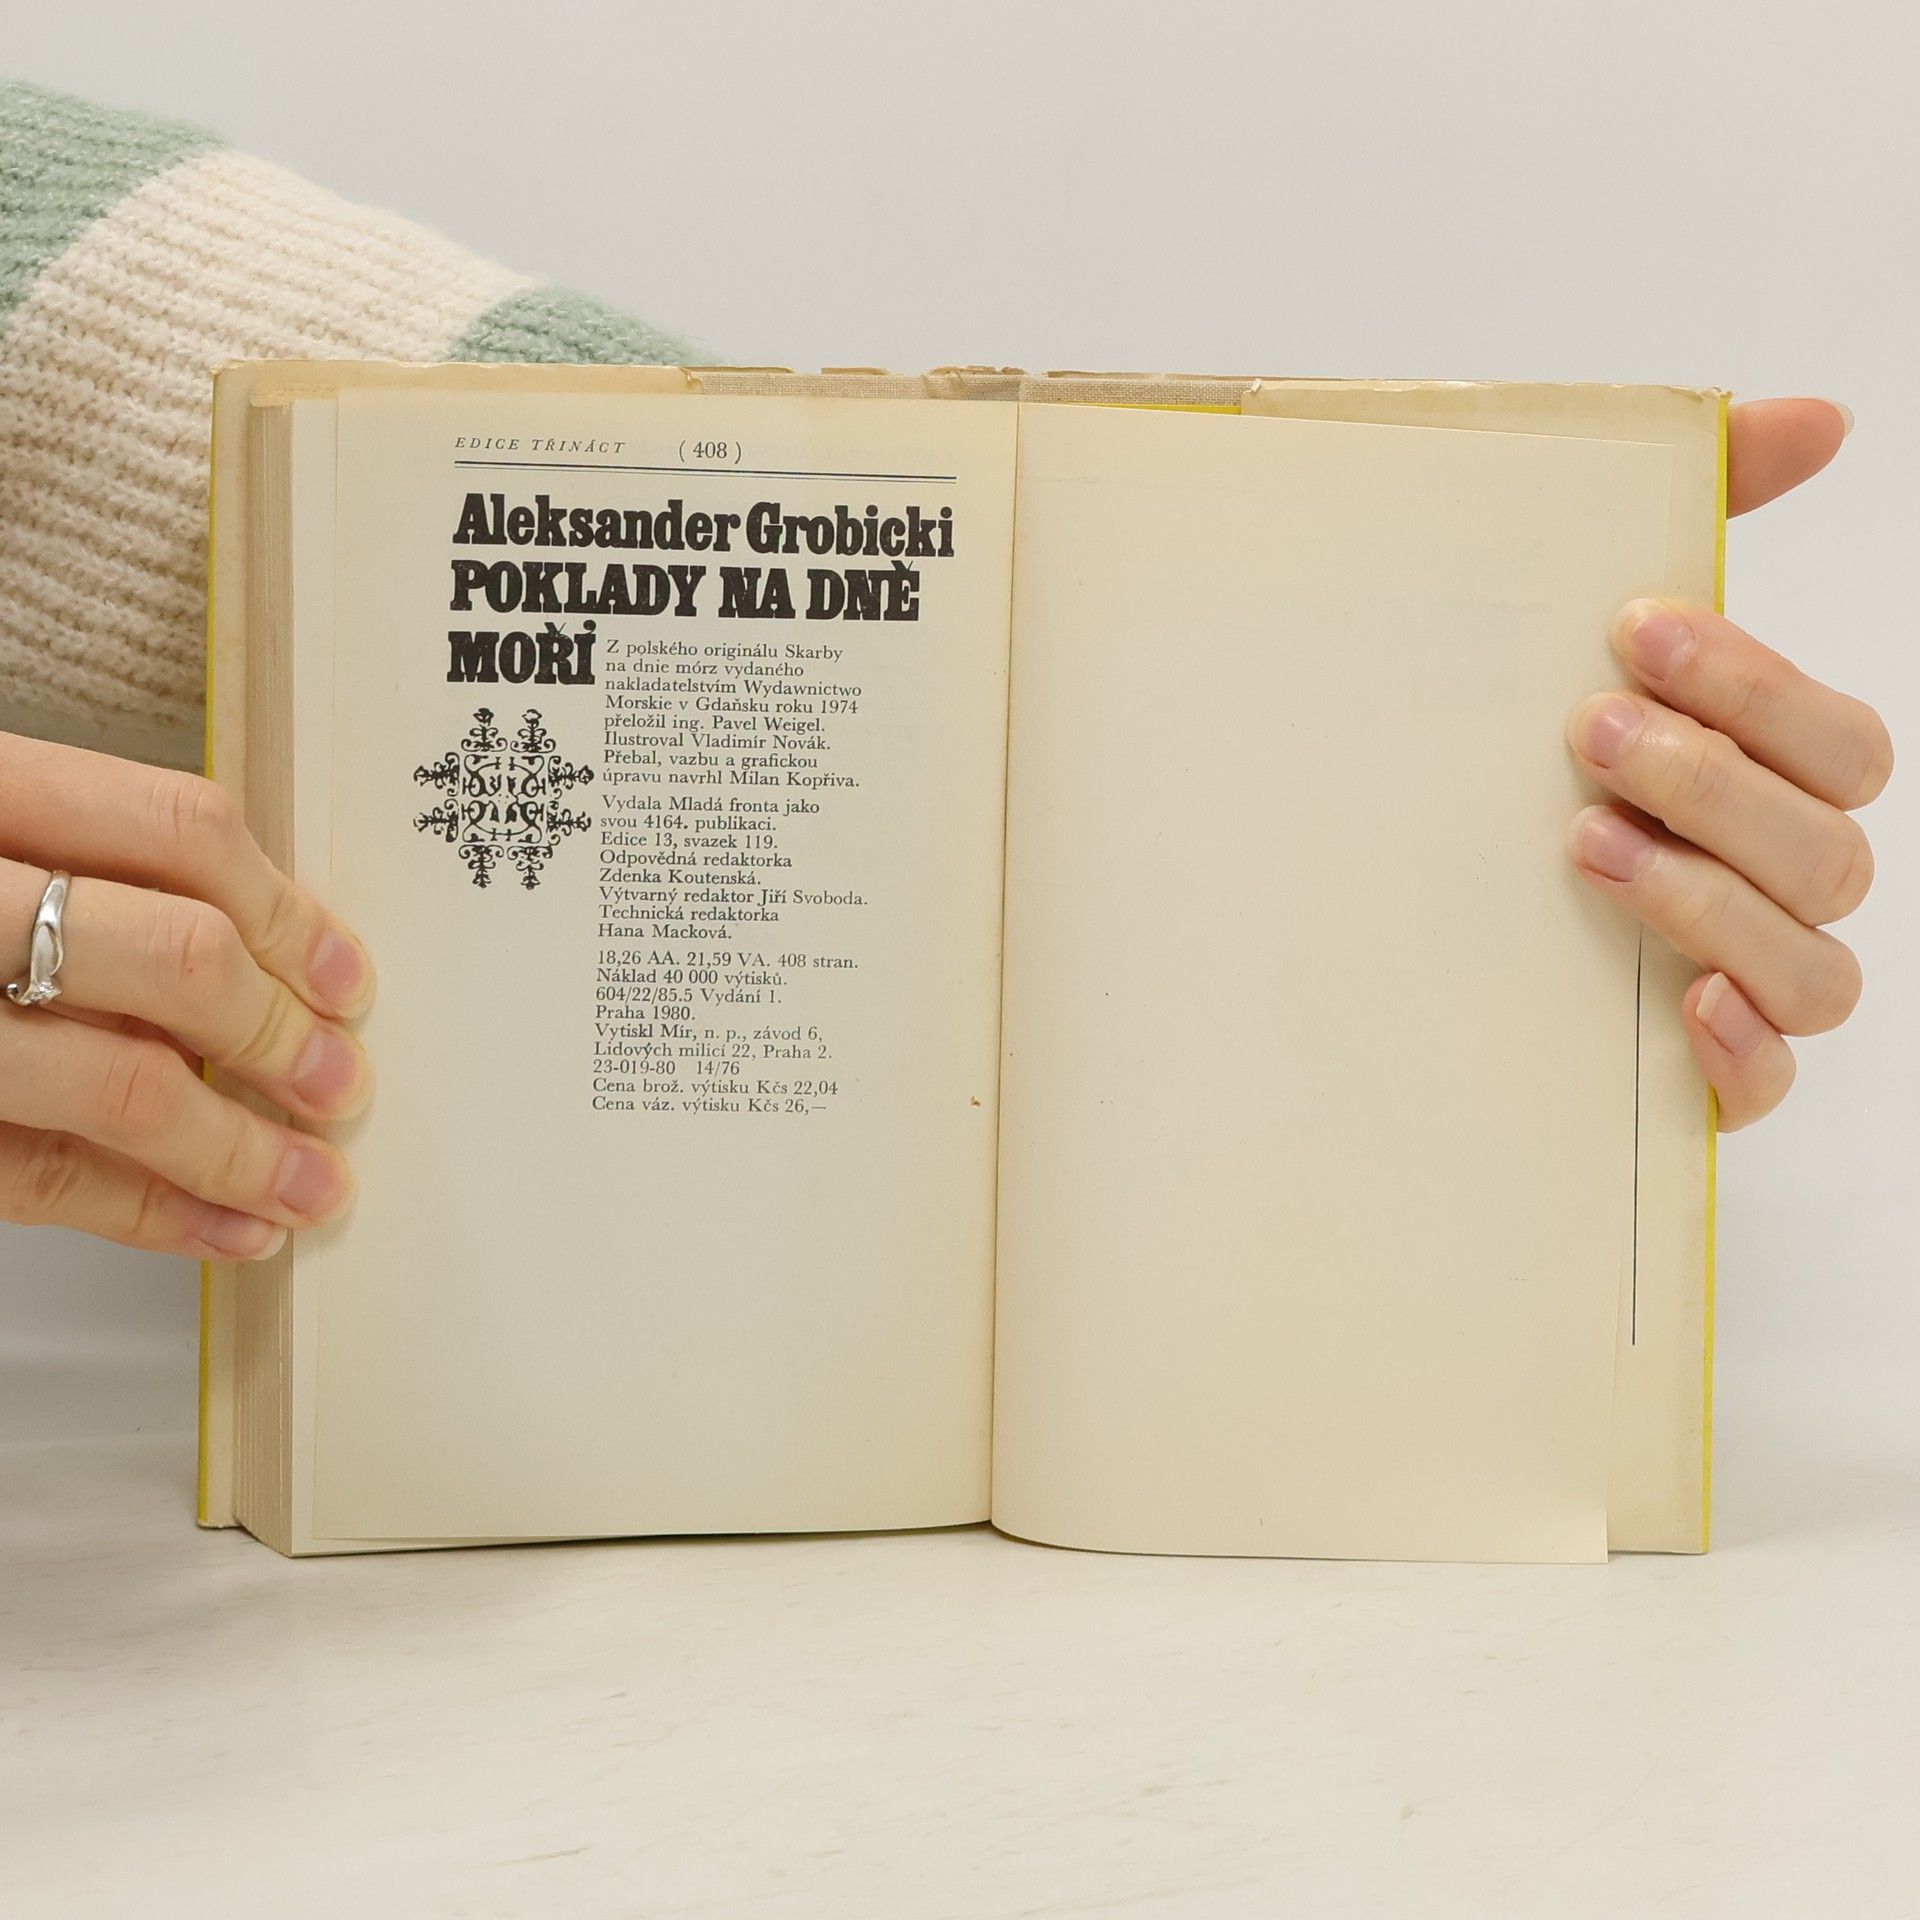 EDICE TŘINÁCT (408)
Aleksander Grobicki
POKLADY NA DNĚ
MOŘÍ
Z polského originálu Skarby
na dnie mórz vydaného
nakladatelstvím Wydawnictwo
Morskie v Gdaňsku roku 1974
přeložil ing. Pavel Weigel.
Ilustroval Vladimír Novák.
Přebal, vazbu a grafickou
úpravu navrhl Milan Kopřiva.
Vydala Mladá fronta jako
svou 4164. publikaci.
Edice 13, svazek 119.
Odpovědná redaktorka
Zdenka Koutenská.
Výtvarný redaktor Jiří Svoboda.
Technická redaktorka
Hana Macková.
18,26 AA. 21,59 VA. 408 stran.
Náklad 40 000 výtisků.
604/22/85.5 Vydání 1.
Praha 1980.
Vytiskl Mír, n. p., závod 6,
Lidových milicí 22, Praha 2.
23-019-80 14/76
Cena brož. výtisku Kčs 22,04
Cena váz. výtisku Kčs 26,—